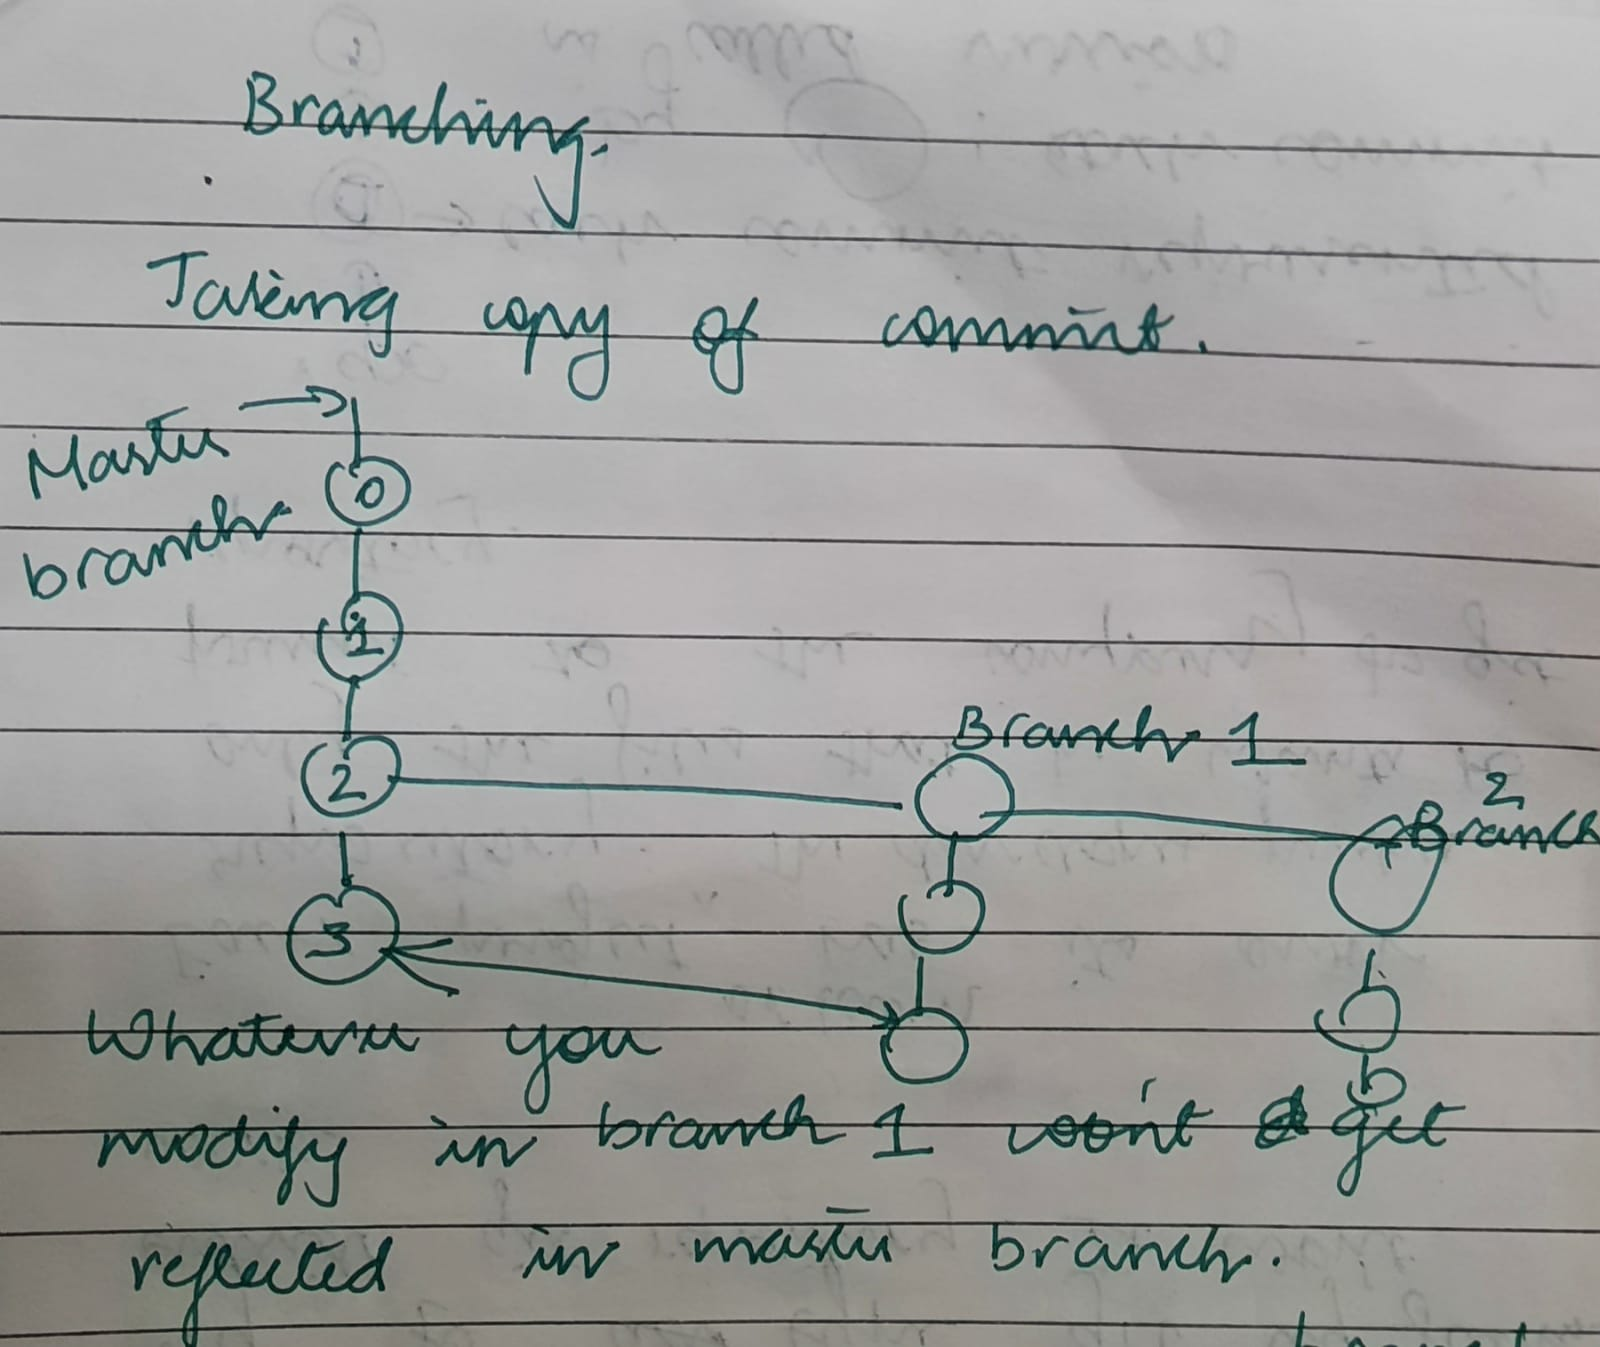 Branching.
Taking copy of commit.
Master
branch
0
1
2
Branch 1
2
Branch
3
Whatever you
modify in branch 1 won't get
reflected in master branch.